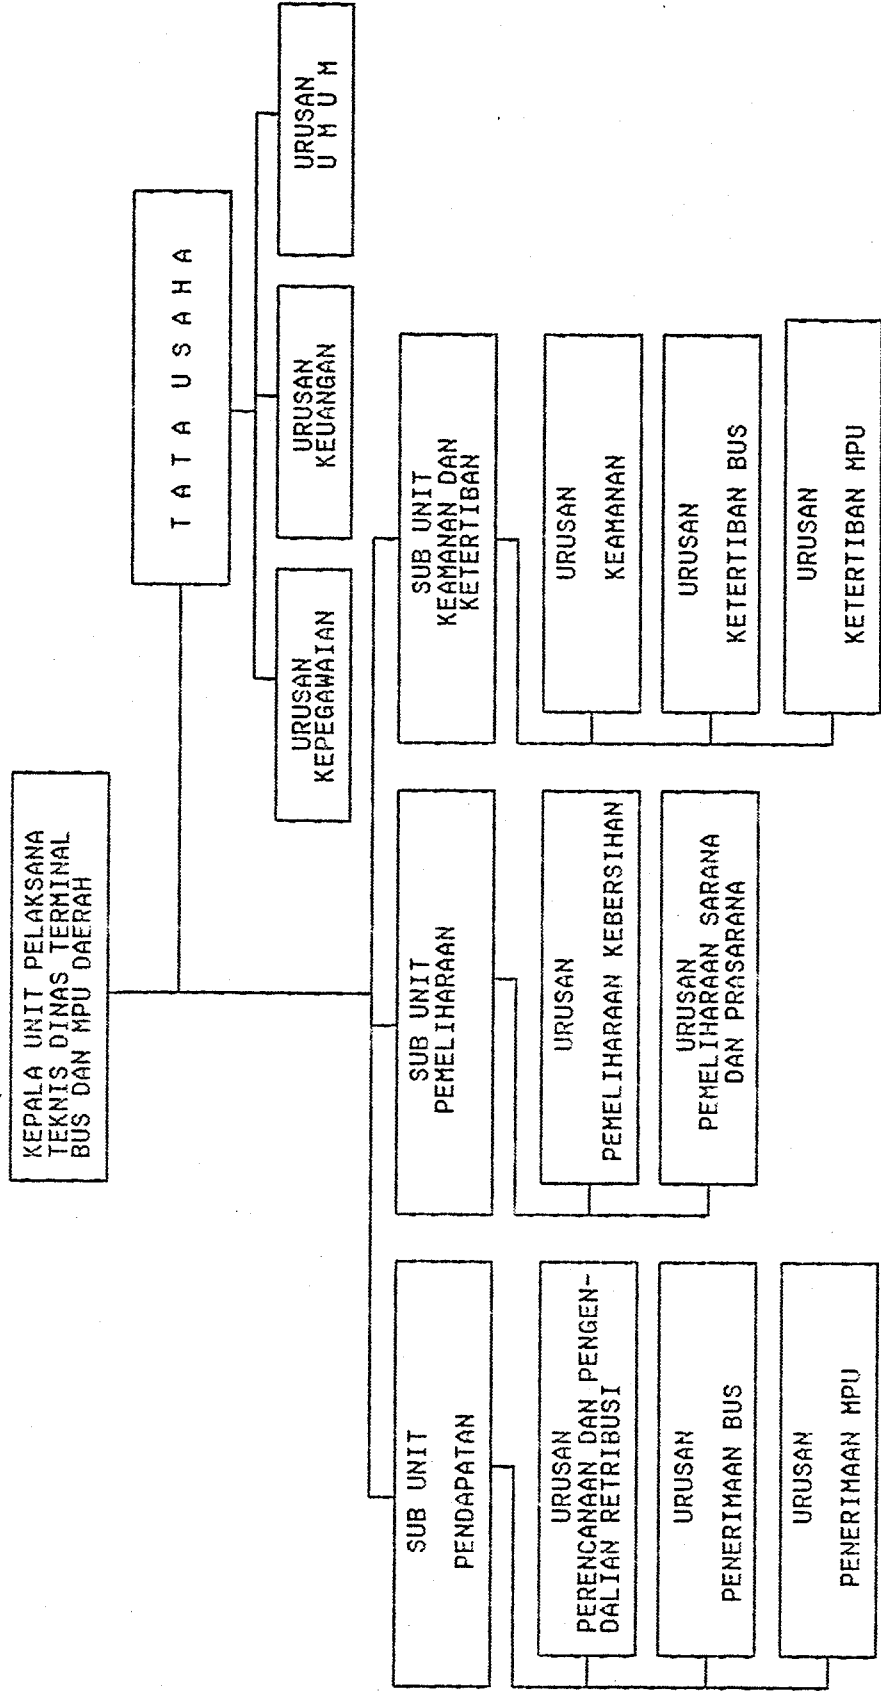 KEPALA UNIT PELAKSANA
TEKNIS DINAS TERMINAL
BUS DAN MPU DAERAH
T A T A U S A H A
URUSAN
KEPEGAWAIAN
URUSAN
KEUANGAN
URUSAN
U M U M
SUB UNIT
PENDAPATAN
URUSAN
PERENCANAAN DAN PENGEN-
DALIAN RETRIBUSI
URUSAN
PENERIMAAN BUS
URUSAN
PENERIMAAN MPU
SUB UNIT
PEMELIHARAAN
URUSAN
PEMELIHARAAN KEBERSIHAN
URUSAN
PEMELIHARAAN SARANA
DAN PRASARANA
SUB UNIT
KEAMANAN DAN
KETERTIBAN
URUSAN
KEAMANAN
URUSAN
KETERTIBAN BUS
URUSAN
KETERTIBAN MPU